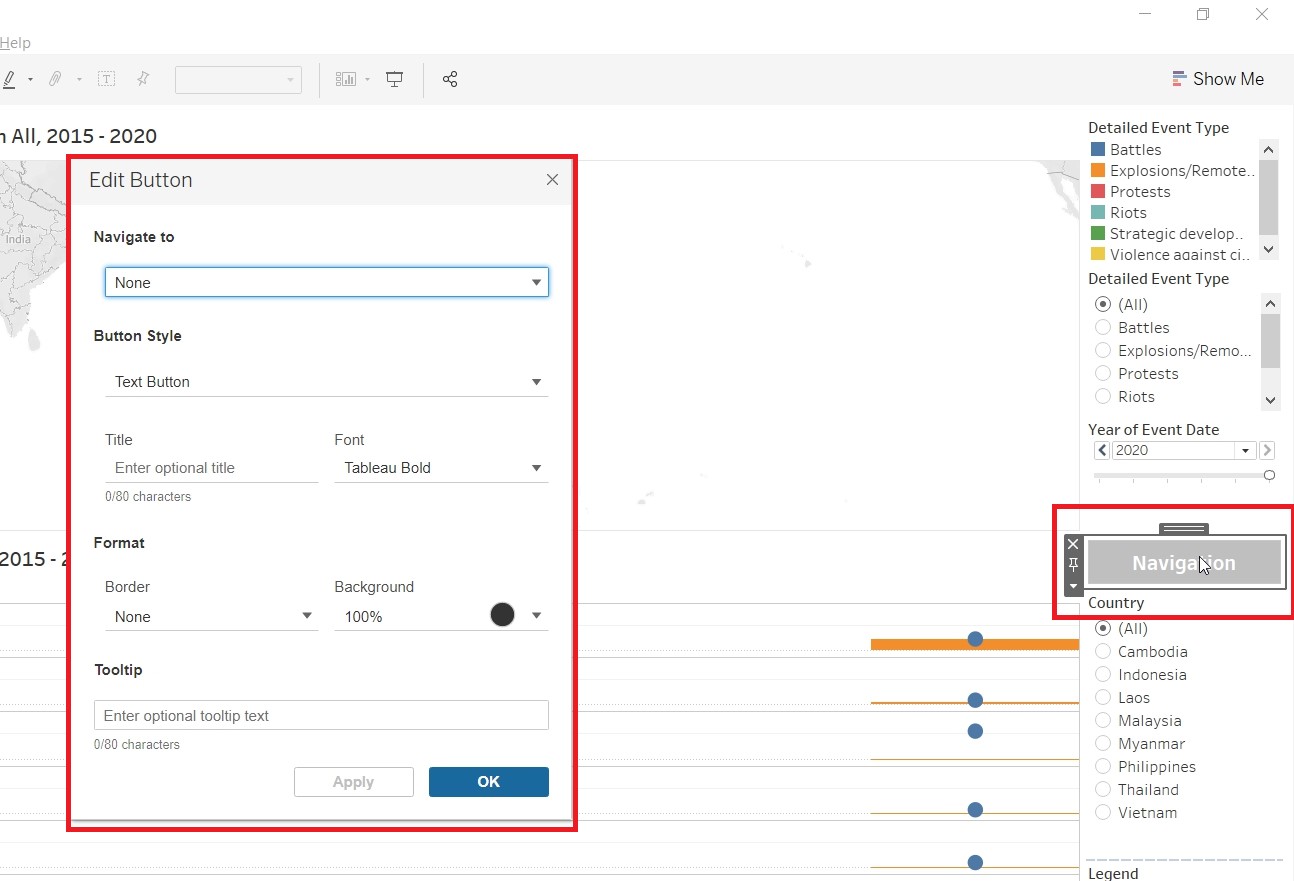 Help
Show Me
n All, 2015 - 2020
India
Edit Button
Navigate to
None
Button Style
Text Button
Title
Font
Enter optional title
Tableau Bold
0/80 characters
Format
Border
Background
None
100%
Tooltip
Enter optional tooltip text
0/80 characters
Apply
OK
2015 - 2
Detailed Event Type
Battles
Explosions/Remote..
Protests
Riots
Strategic develop..
Violence against ci..
Detailed Event Type
(All)
Battles
Explosions/Remo...
Protests
Riots
Year of Event Date
2020
Navigation
Country
(All)
Cambodia
Indonesia
Laos
Malaysia
Myanmar
Philippines
Thailand
Vietnam
Legend